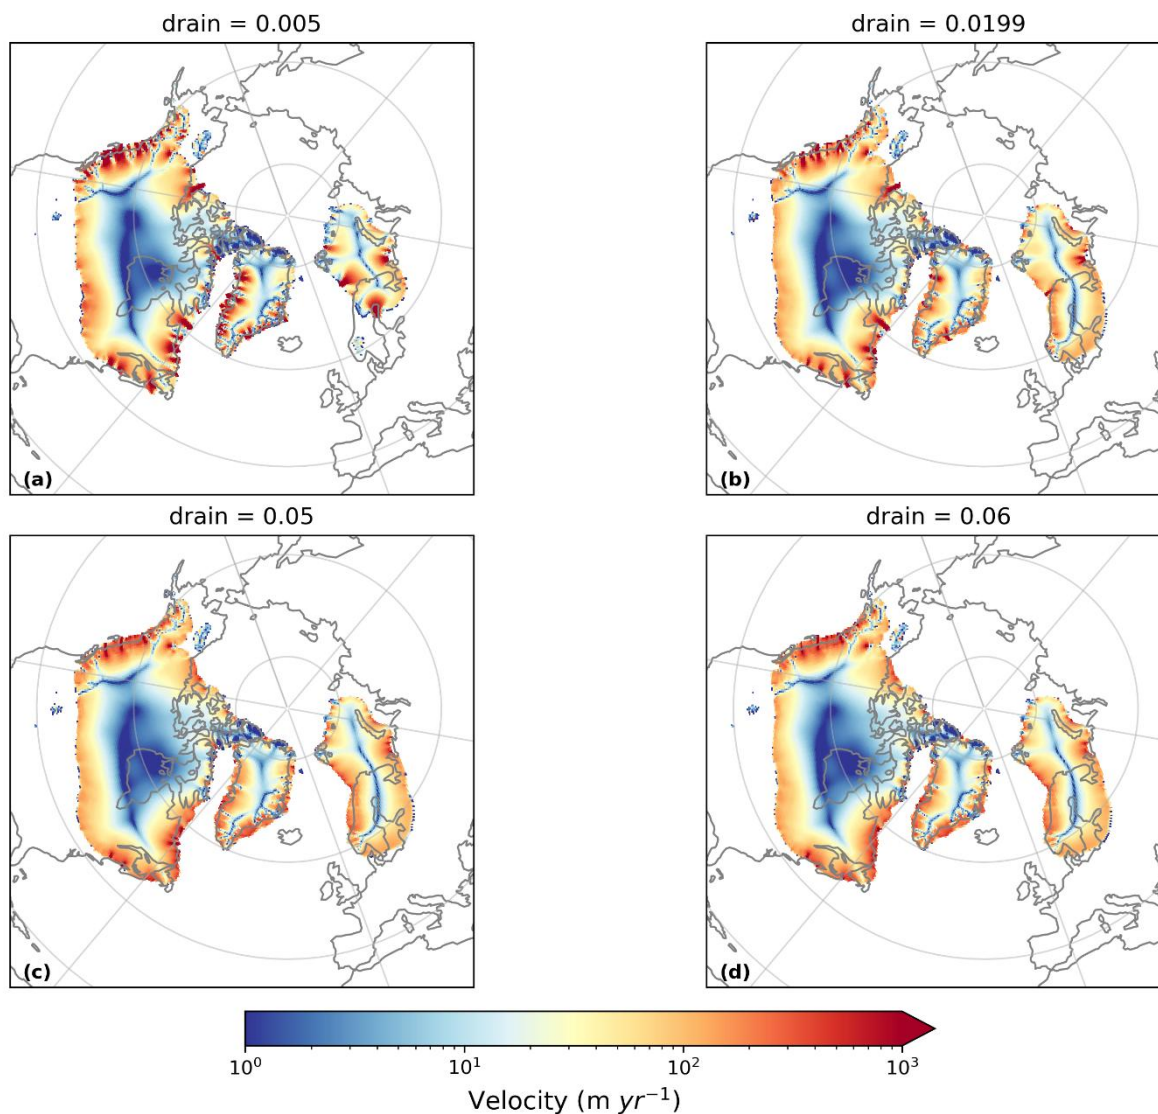 drain = 0.005
drain = 0.0199
(a)
(b)
drain = 0.05
drain = 0.06
(c)
(d)
10⁰ 10¹ 10² 10³
Velocity (m yr⁻¹)